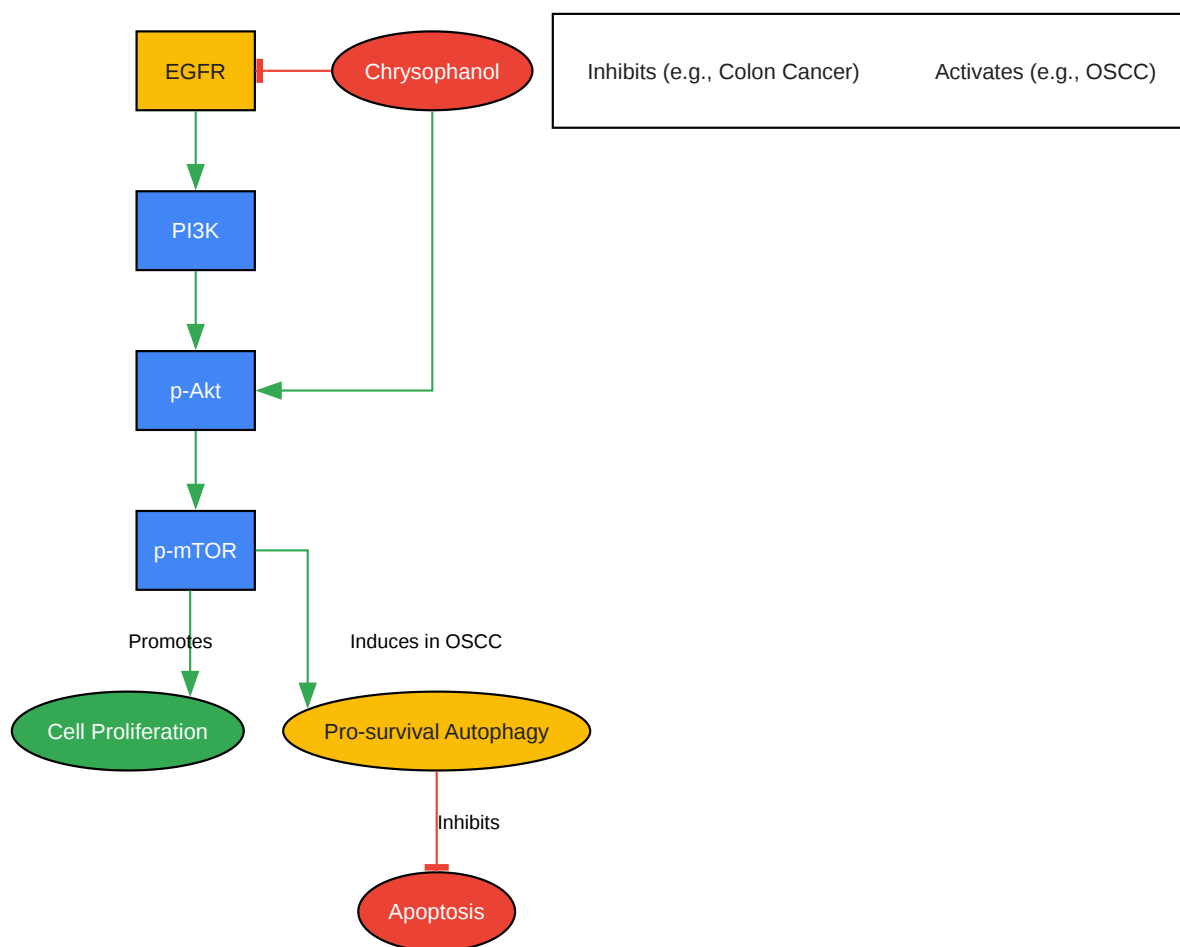 EGFR
Chrysophanol
Inhibits (e.g., Colon Cancer)
Activates (e.g., OSCC)
PI3K
p-Akt
p-mTOR
Promotes
Induces in OSCC
Cell Proliferation
Pro-survival Autophagy
Inhibits
Apoptosis